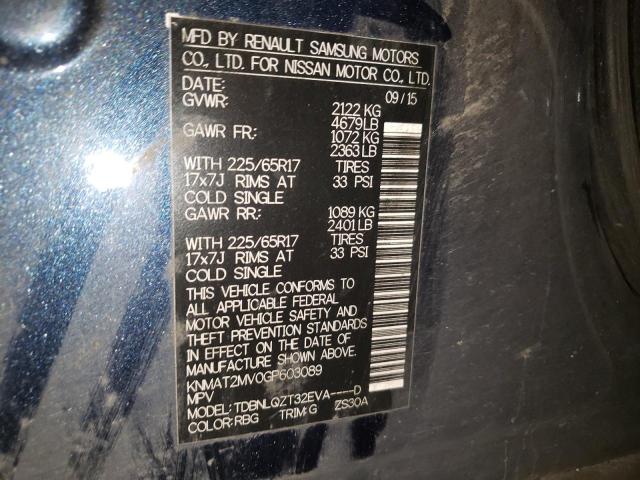 MFD BY RENAULT SAMSUNG MOTORS
CO., LTD. FOR NISSAN MOTOR CO., LTD.
DATE: 09/15
GVWR: 2122 KG
4679 LB
GAWR FR: 1072 KG
2363 LB
WITH 225/65R17 TIRES
17x7J RIMS AT 33 PSI
COLD SINGLE
GAWR RR: 1089 KG
2401 LB
WITH 225/65R17 TIRES
17x7J RIMS AT 33 PSI
COLD SINGLE
THIS VEHICLE CONFORMS TO
ALL APPLICABLE FEDERAL
MOTOR VEHICLE SAFETY AND
THEFT PREVENTION STANDARDS
IN EFFECT ON THE DATE OF
MANUFACTURE SHOWN ABOVE.
KNMAT2MV0GP603089
MPV
MODEL: TDBNLQZT32EVA----D
COLOR: RBG TRIM: G ZS30A